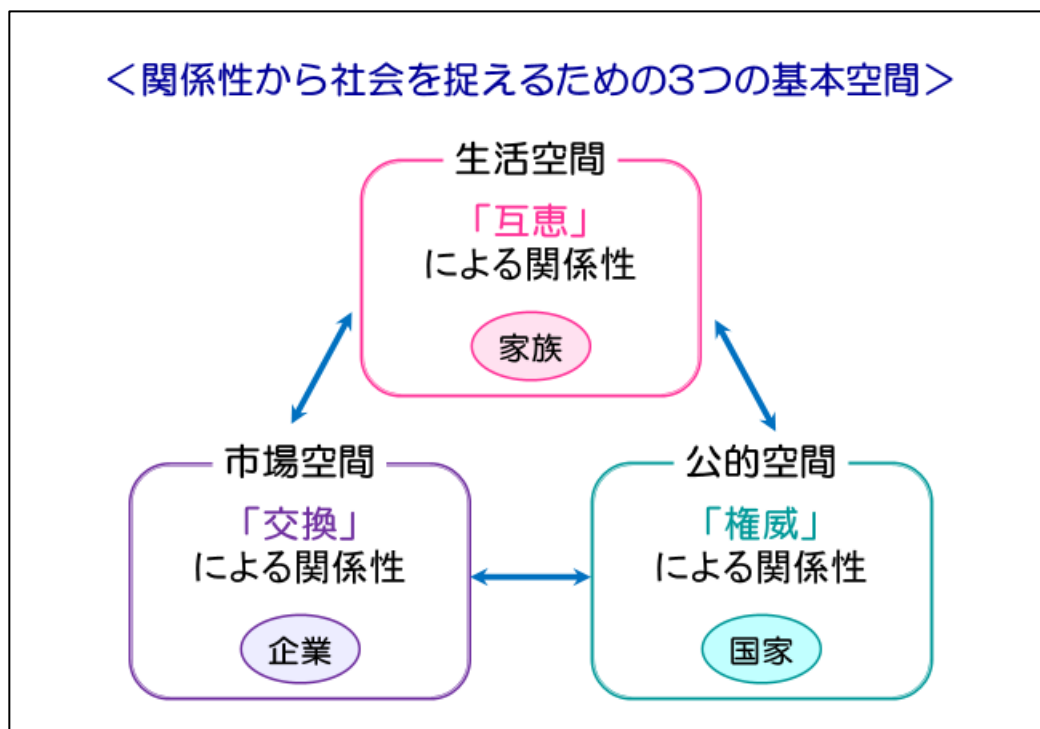 <関係性から社会を捉えるための3つの基本空間>
生活空間
「互恵」
による関係性
家族
市場空間
「交換」
による関係性
企業
公的空間
「権威」
による関係性
国家